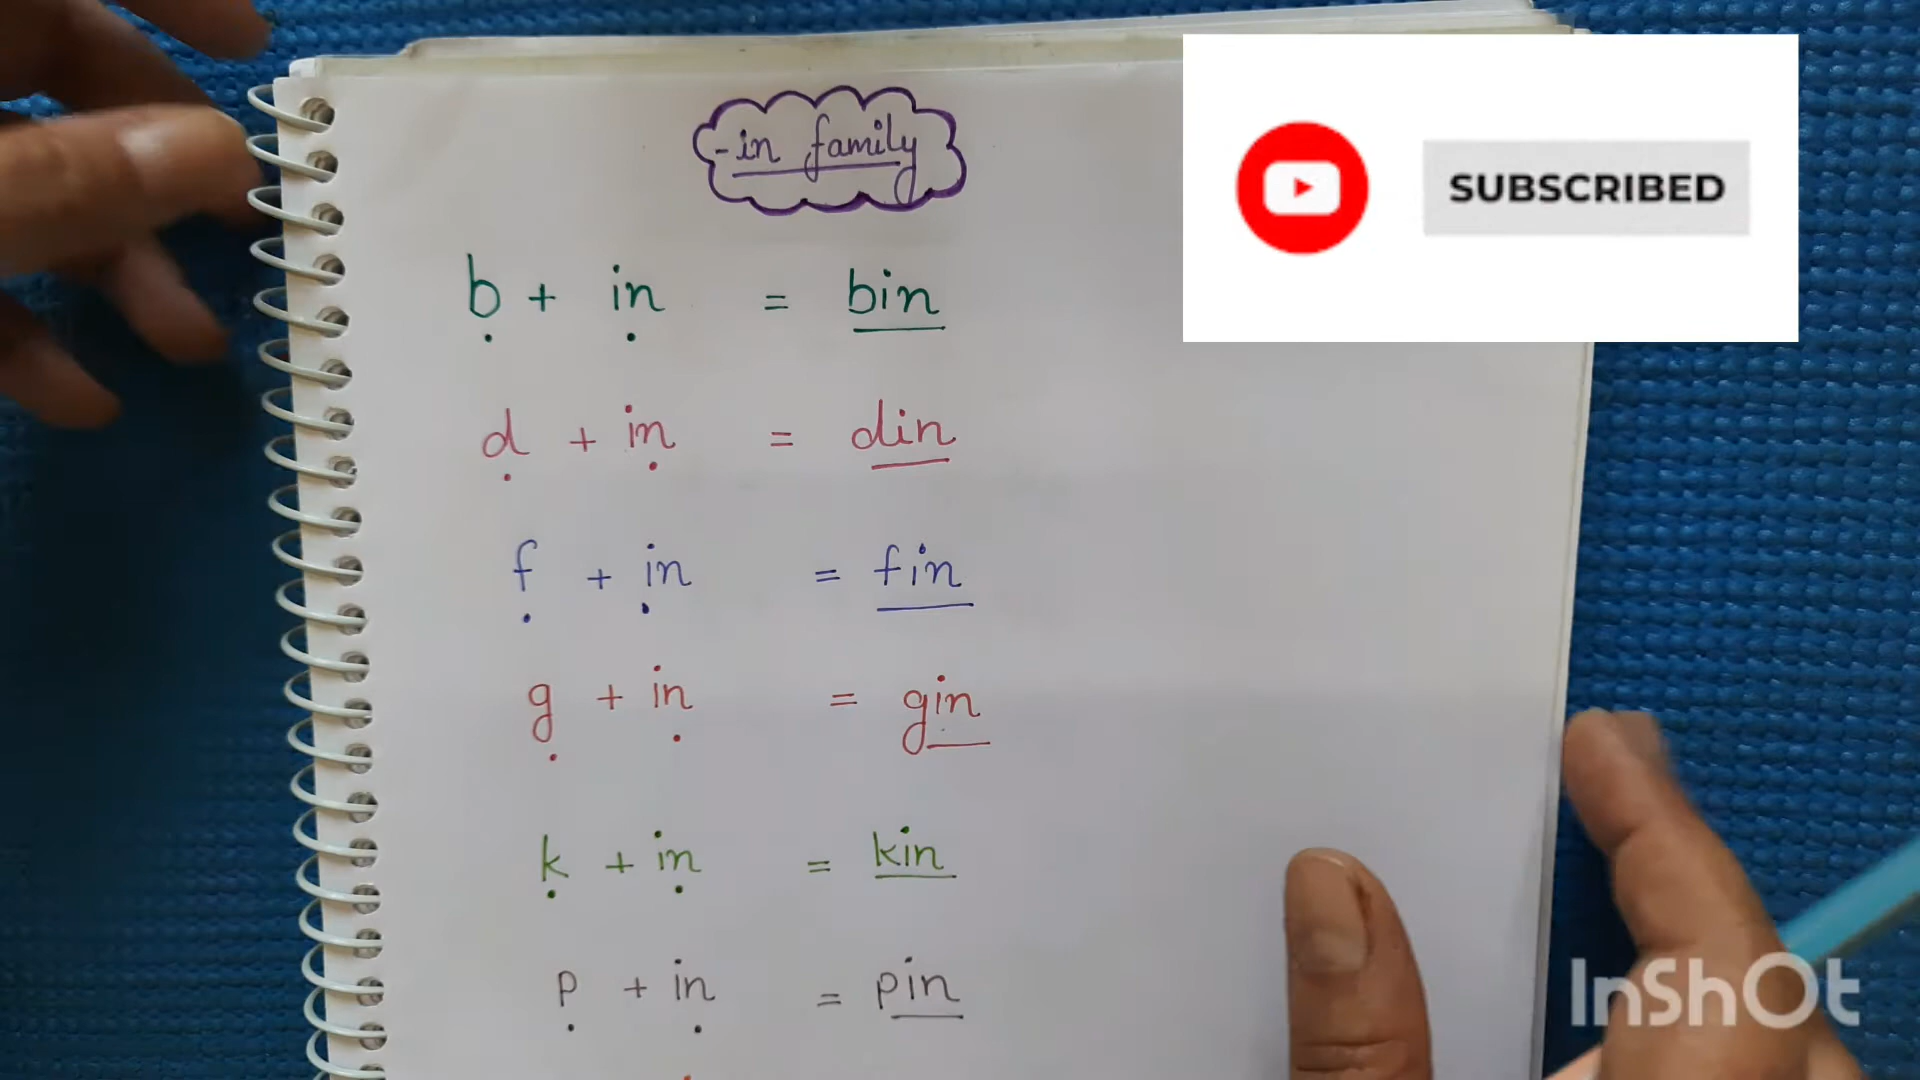 -in family
SUBSCRIBED
b + in = bin
d + in = din
f + in = fin
g + in = gin
k + in = kin
p + in = pin
InShOt